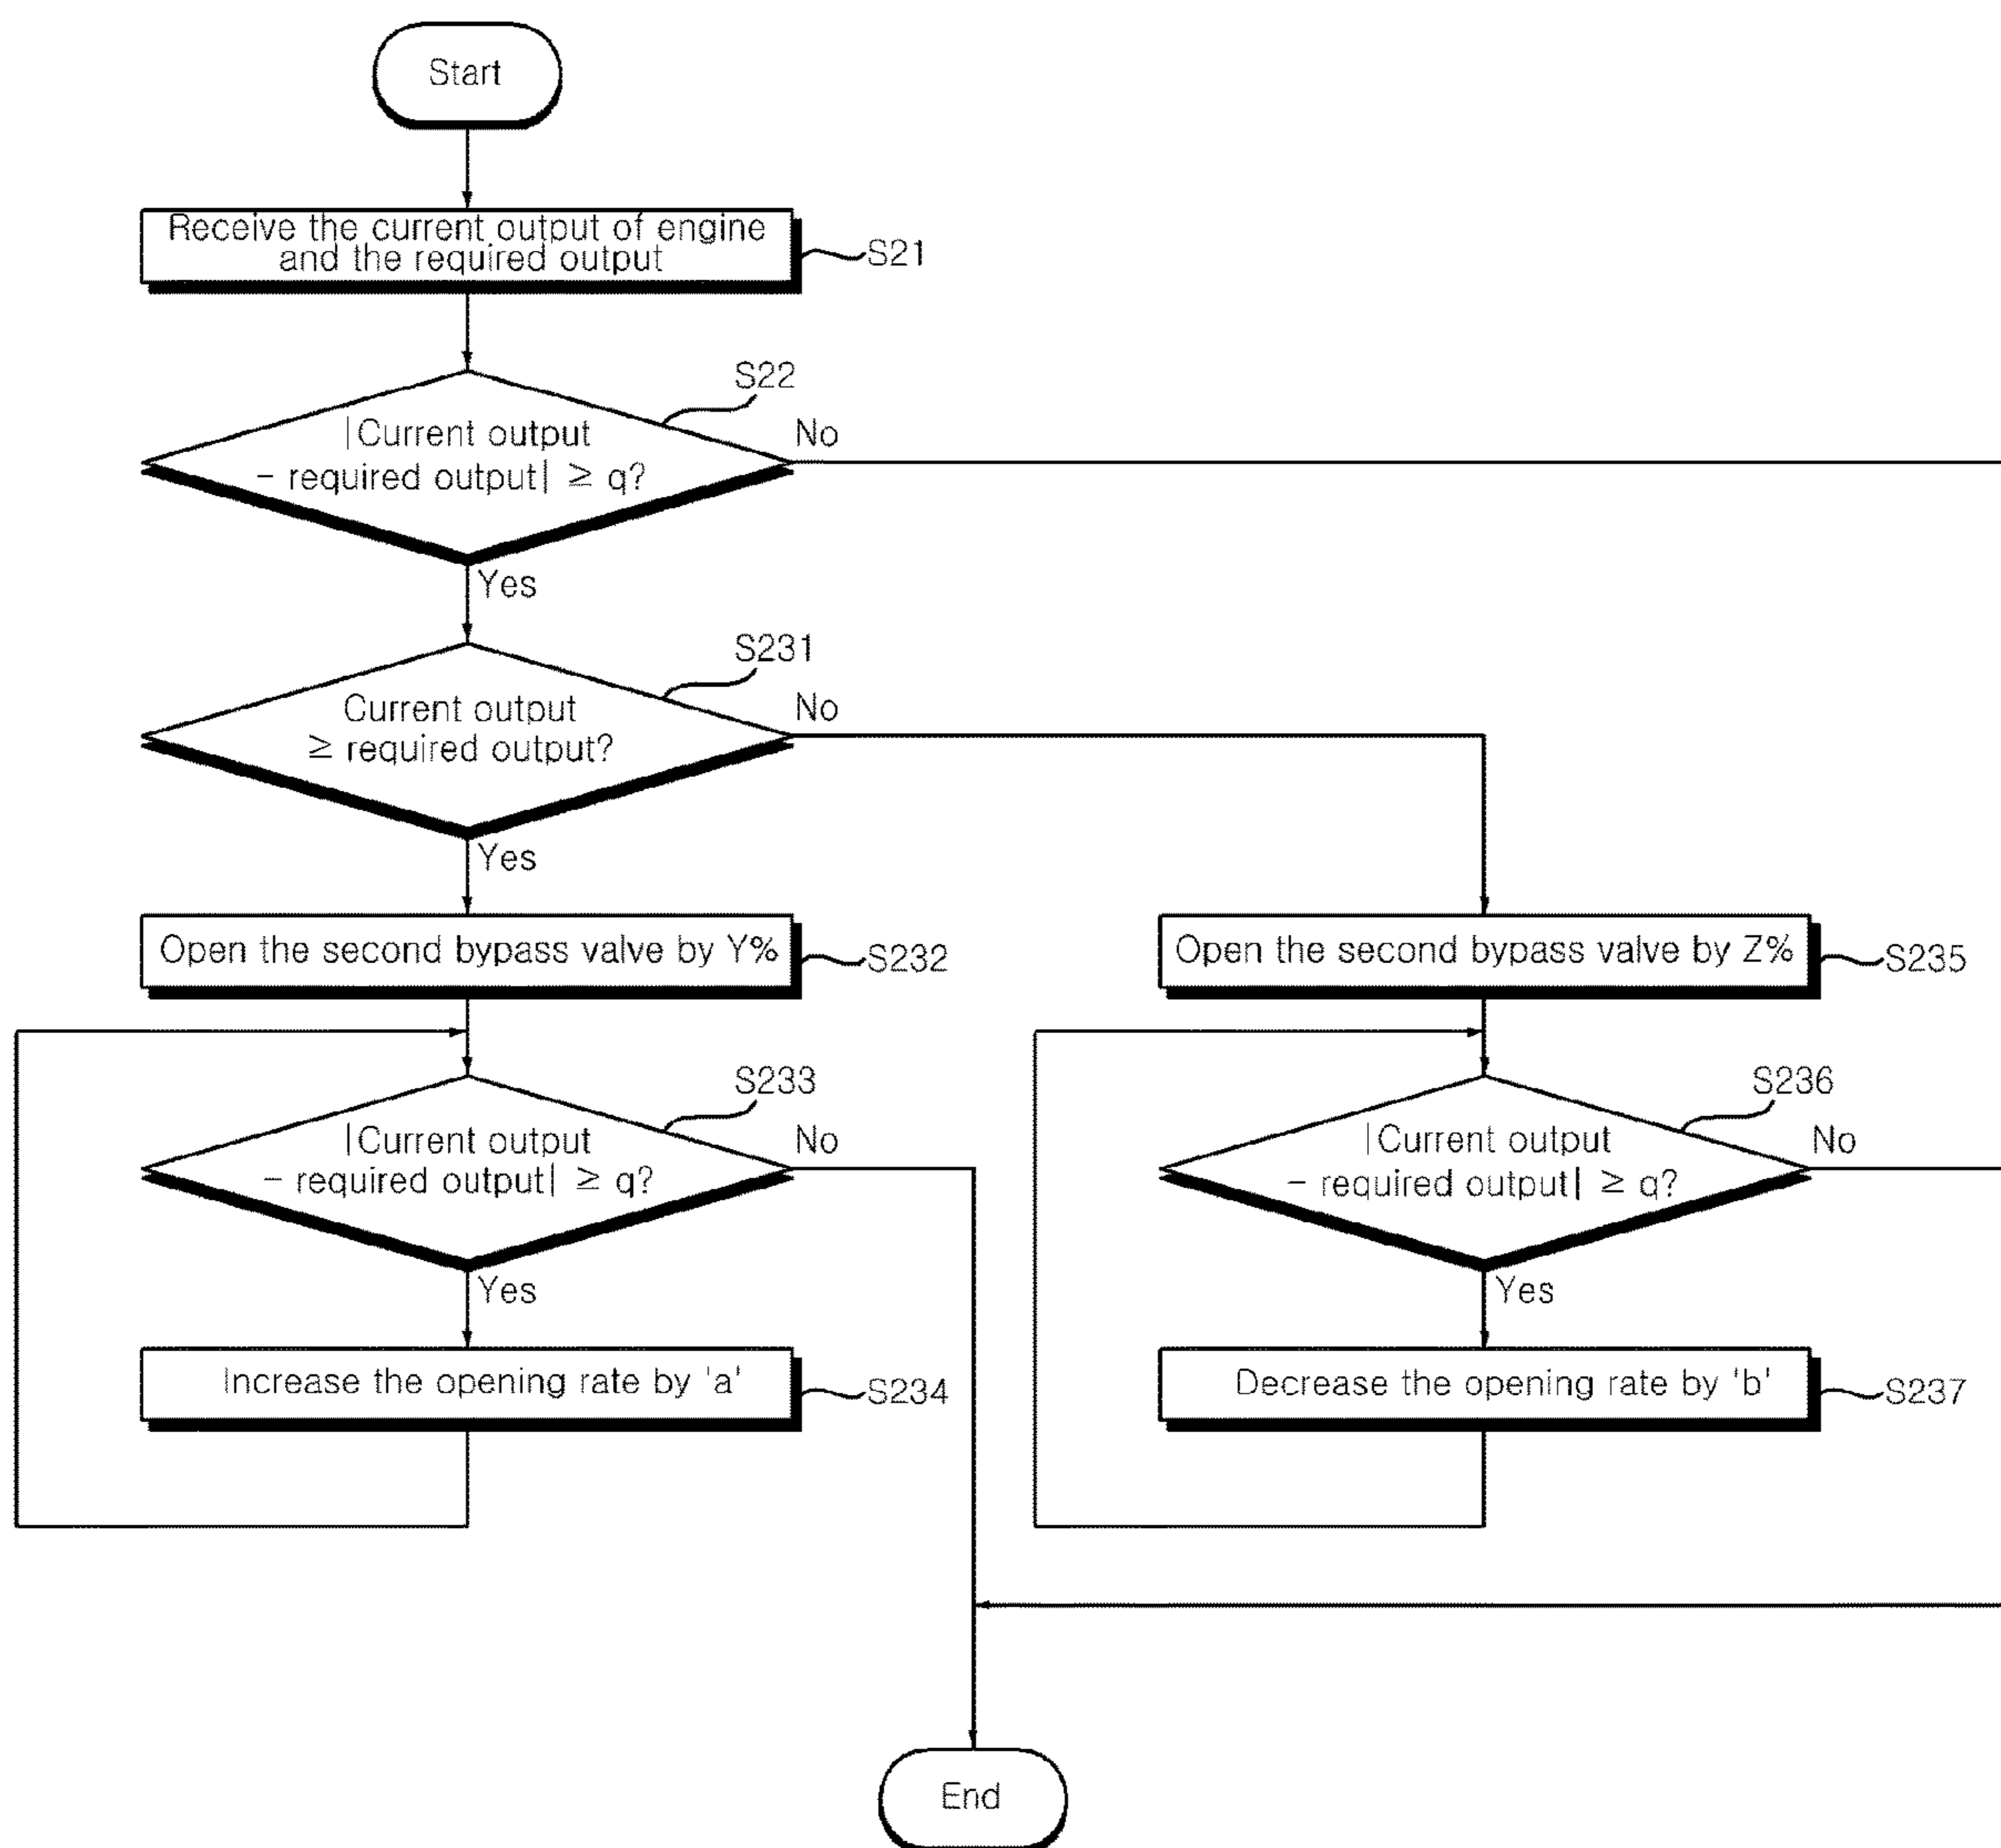 Start
Receive the current output of engine
and the required output
S21
S22
|Current output
- required output| ≥ q?
No
Yes
S231
Current output
≥ required output?
No
Yes
Open the second bypass valve by Y%
S232
Open the second bypass valve by Z%
S235
S233
|Current output
- required output| ≥ q?
No
Yes
S236
|Current output
- required output| ≥ q?
No
Yes
Increase the opening rate by 'a'
S234
Decrease the opening rate by 'b'
S237
End